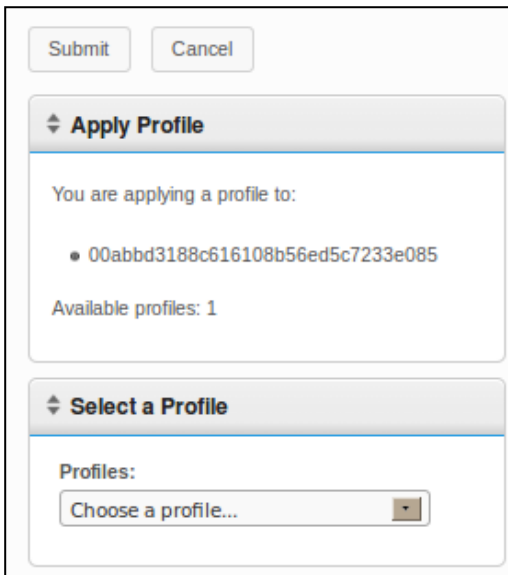 Submit Cancel
Apply Profile
You are applying a profile to:
• 00abbd3188c616108b56ed5c7233e085
Available profiles: 1
Select a Profile
Profiles:
Choose a profile...